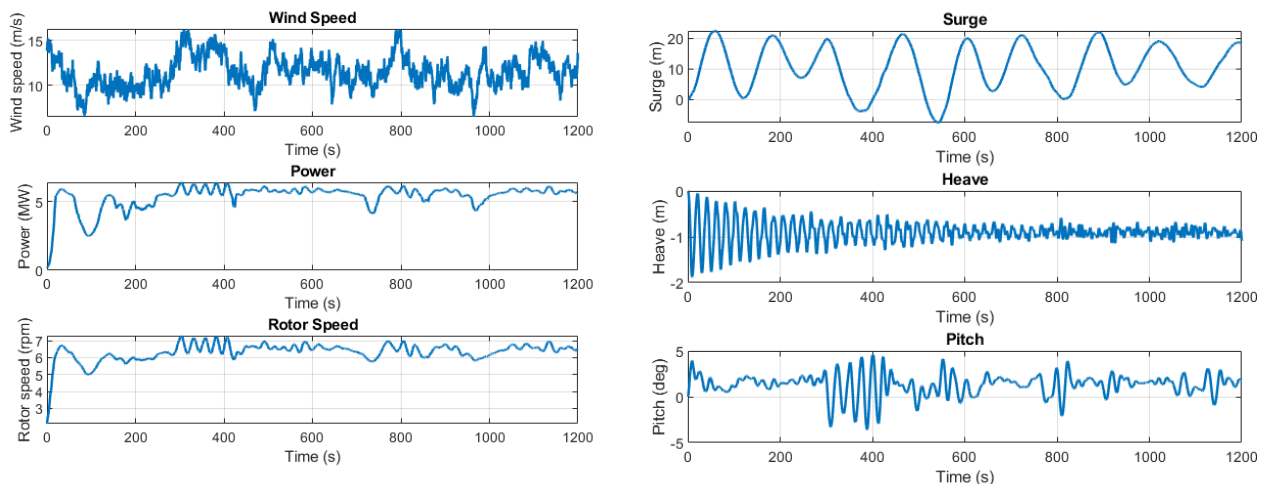 Wind Speed
Wind speed (m/s)
15
10
0 200 400 600 800 1000 1200
Time (s)
Power
Power (MW)
5
0
0 200 400 600 800 1000 1200
Time (s)
Rotor Speed
Rotor speed (rpm)
7
6
5
4
3
0 200 400 600 800 1000 1200
Time (s)
Surge
Surge (m)
20
10
0
0 200 400 600 800 1000 1200
Time (s)
Heave
Heave (m)
0
-1
-2
0 200 400 600 800 1000 1200
Time (s)
Pitch
Pitch (deg)
5
0
-5
0 200 400 600 800 1000 1200
Time (s)